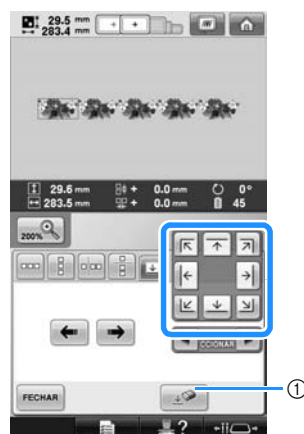 29.5 mm
283.4 mm
29.6 mm + 0.0 mm 0°
283.5 mm + 0.0 mm 45
200%
CCIONAR
FECHAR
1
?